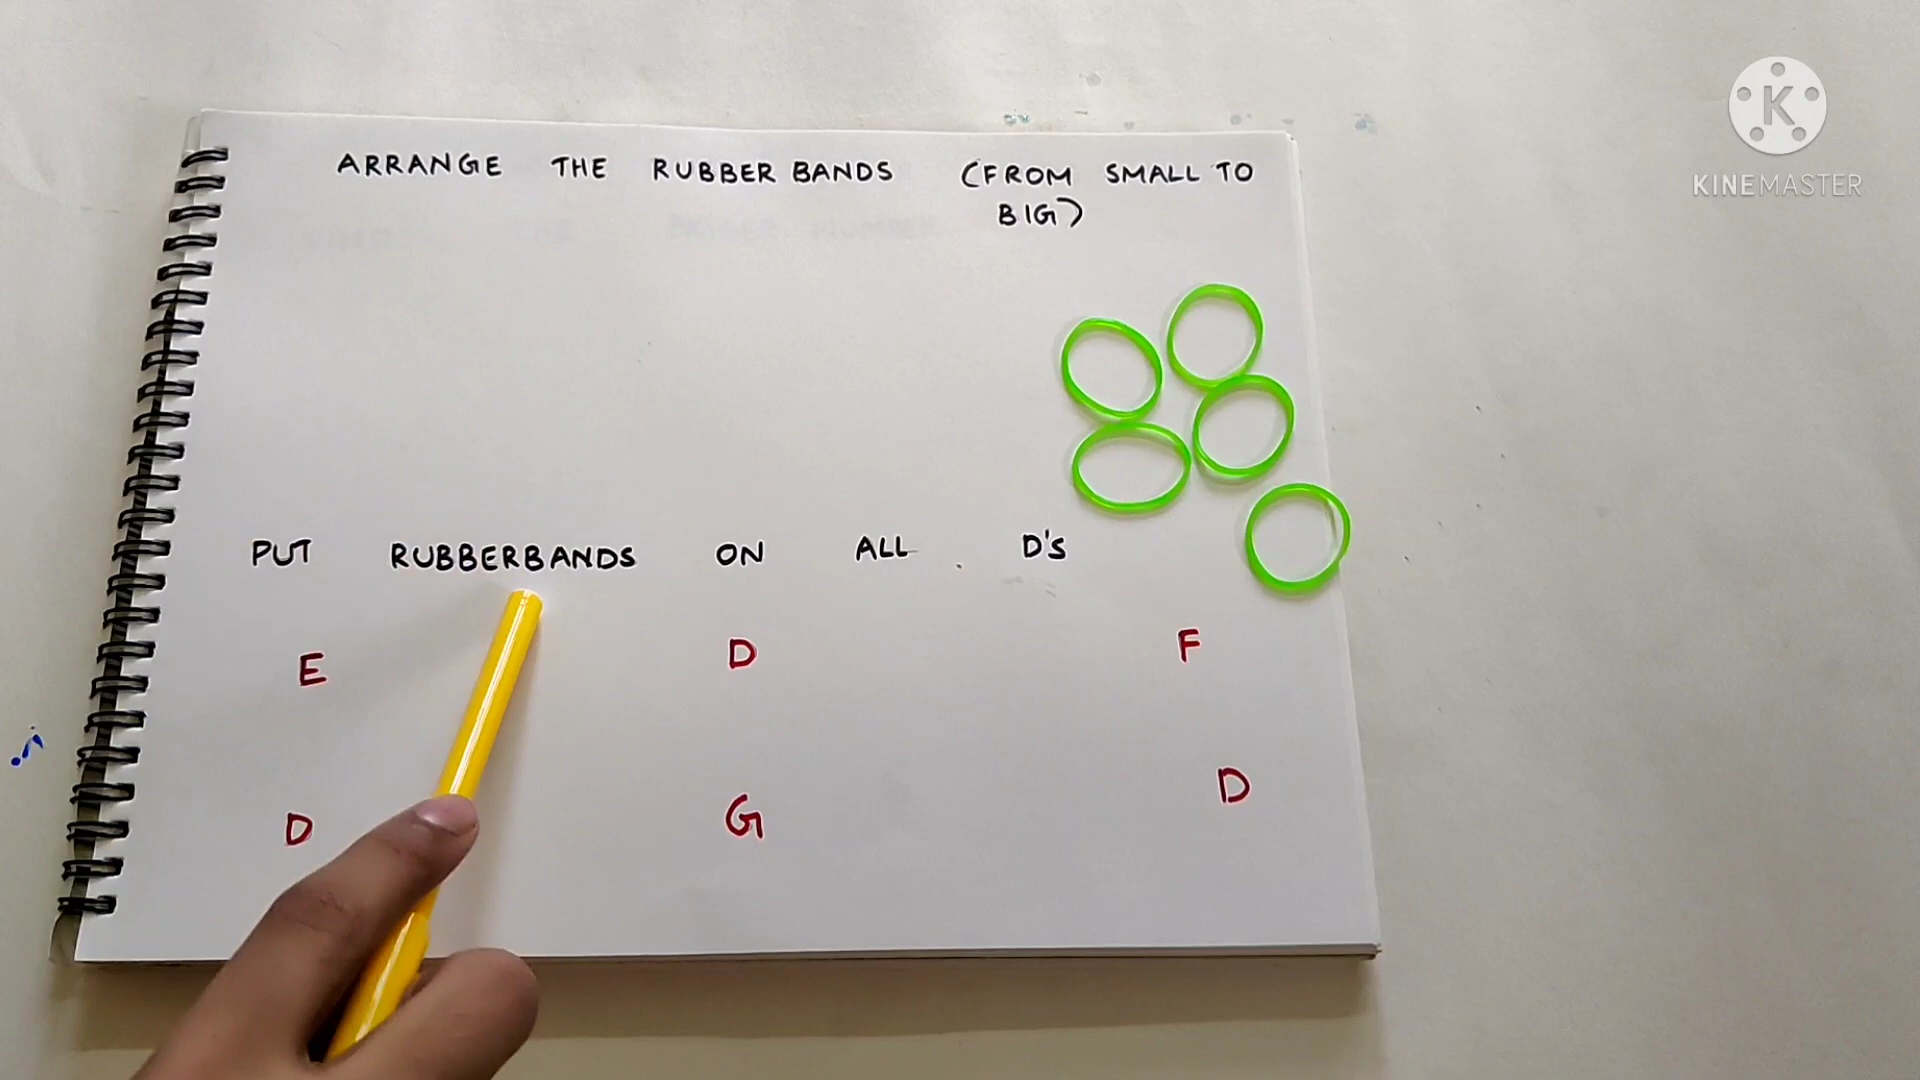 ARRANGE THE RUBBER BANDS (FROM SMALL TO
BIG)
K
KINEMASTER
PUT RUBBERBANDS ON ALL D'S
E D F
D G D